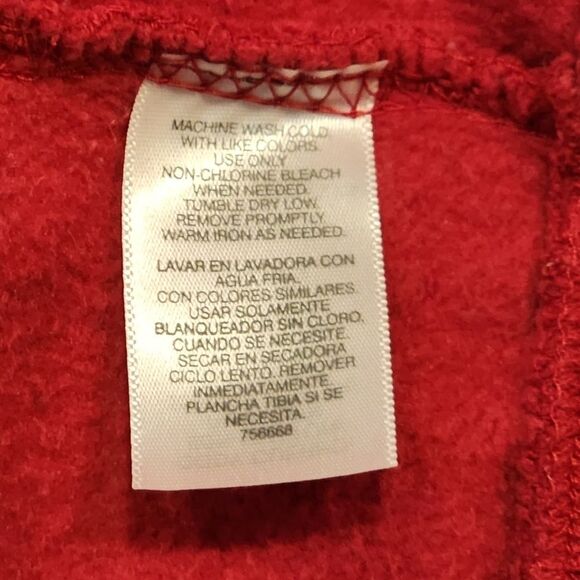 MACHINE WASH COLD
WITH LIKE COLORS.
USE ONLY
NON-CHLORINE BLEACH
WHEN NEEDED.
TUMBLE DRY LOW.
REMOVE PROMPTLY.
WARM IRON AS NEEDED.
LAVAR EN LAVADORA CON
AGUA FRIA.
CON COLORES SIMILARES.
USAR SOLAMENTE
BLANQUEADOR SIN CLORO,
CUANDO SE NECESITE.
SECAR EN SECADORA
CICLO LENTO. REMOVER
INMEDIATAMENTE.
PLANCHA TIBIA SI SE
NECESITA.
756668